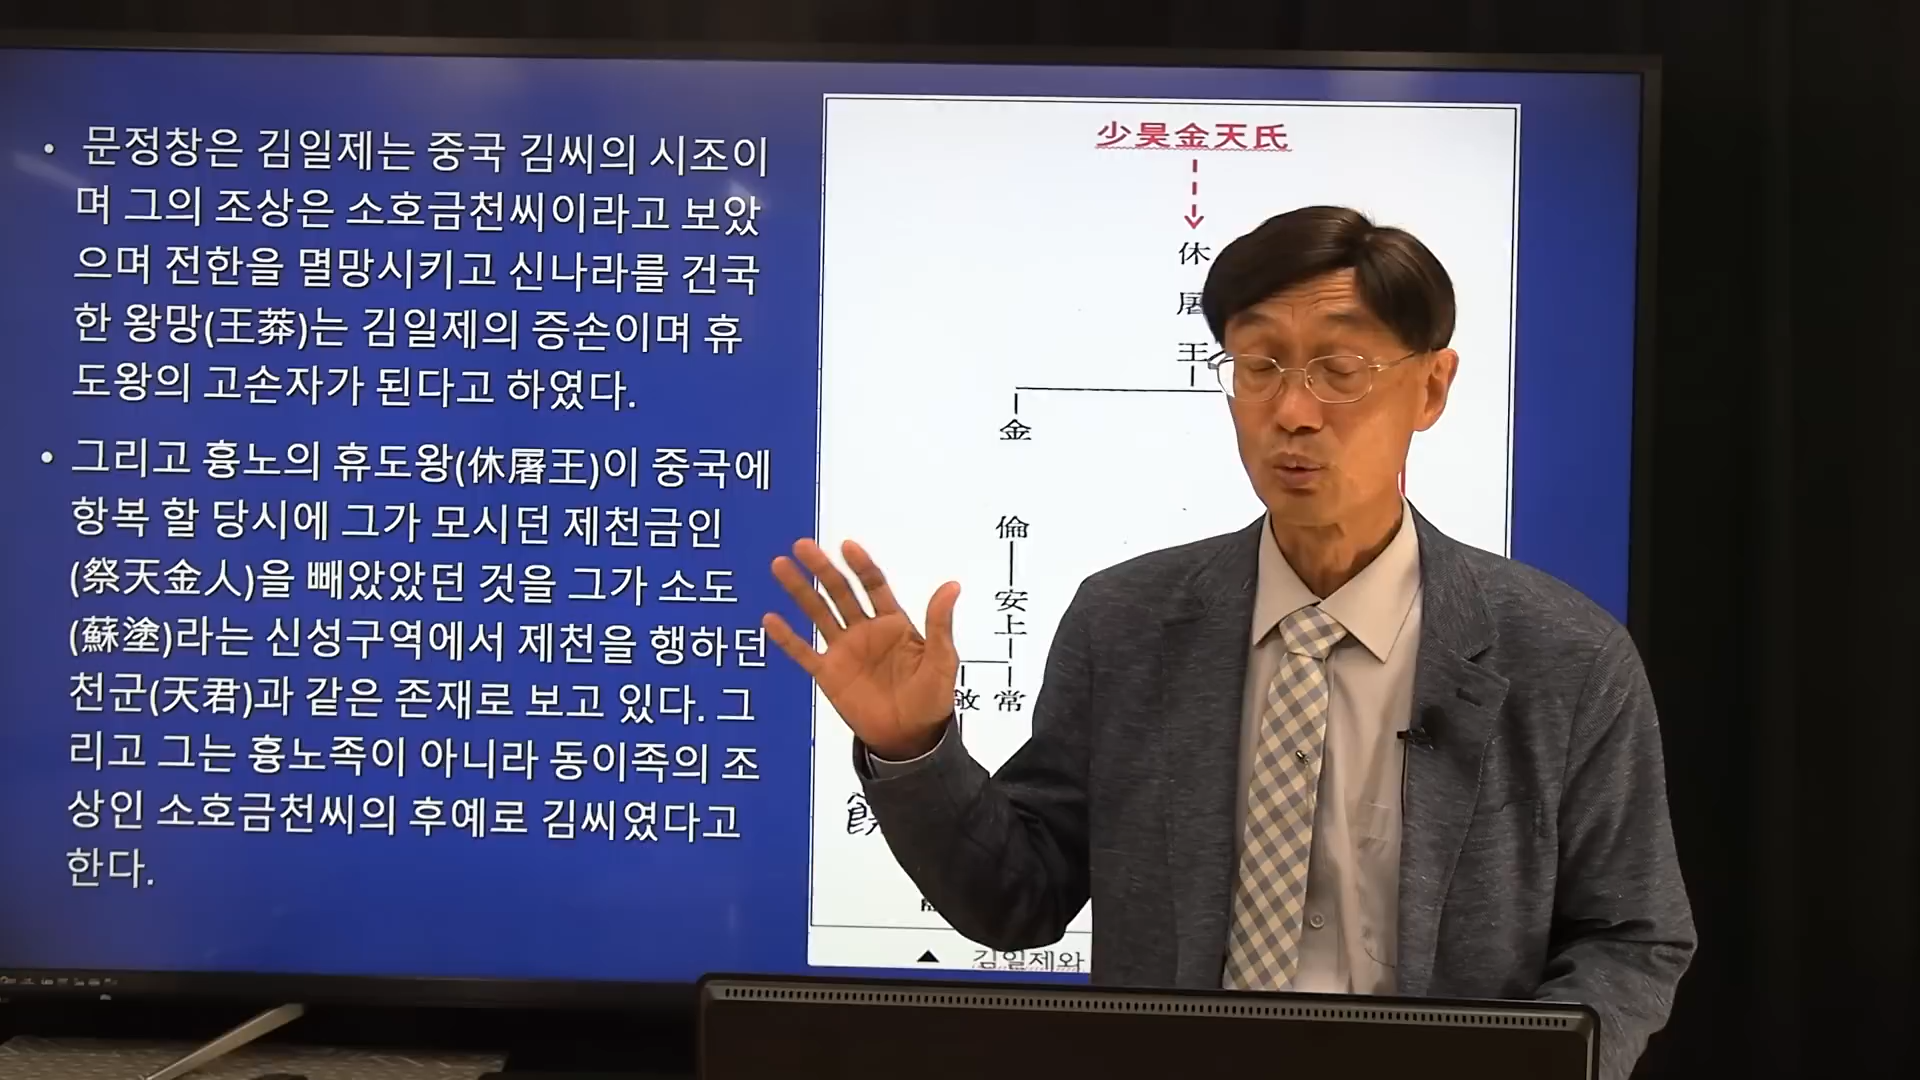 • 문정창은 김일제는 중국 김씨의 시조이
며 그의 조상은 소호금천씨이라고 보았
으며 전한을 멸망시키고 신나라를 건국
한 왕망(王莽)는 김일제의 증손이며 휴
도왕의 고손자가 된다고 하였다.
• 그리고 흉노의 휴도왕(休屠王)이 중국에
항복 할 당시에 그가 모시던 제천금인
(祭天金人)을 빼았았던 것을 그가 소도
(蘇塗)라는 신성구역에서 제천을 행하던
천군(天君)과 같은 존재로 보고 있다. 그
리고 그는 흉노족이 아니라 동이족의 조
상인 소호금천씨의 후예로 김씨였다고
한다.
少昊金天氏
休
屠
王
金
倫
安
上
敞 常
▲ 김일제와